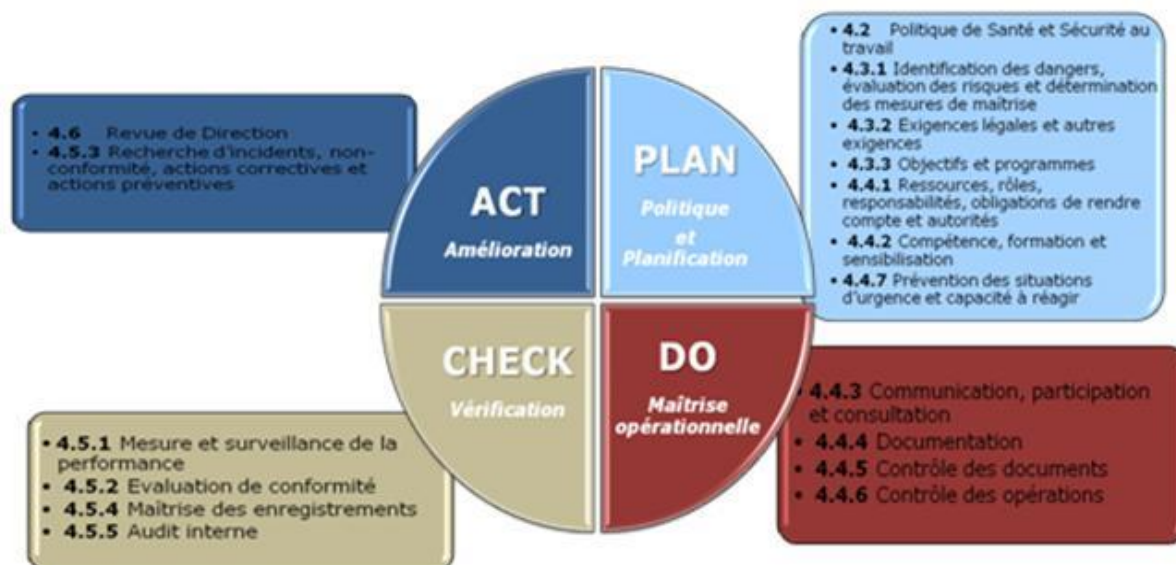 • 4.2 Politique de Santé et Sécurité au
travail
• 4.3.1 Identification des dangers,
évaluation des risques et détermination
des mesures de maîtrise
• 4.3.2 Exigences légales et autres
exigences
• 4.3.3 Objectifs et programmes
• 4.4.1 Ressources, rôles,
responsabilités, obligations de rendre
compte et autorités
• 4.4.2 Compétence, formation et
sensibilisation
• 4.4.7 Prévention des situations
d'urgence et capacité à réagir
• 4.6 Revue de Direction
• 4.5.3 Recherche d'incidents, non-
conformité, actions correctives et
actions préventives
ACT
Amélioration
PLAN
Politique
et
Planification
CHECK
Vérification
DO
Maîtrise
opérationnelle
• 4.4.3 Communication, participation
et consultation
• 4.4.4 Documentation
• 4.4.5 Contrôle des documents
• 4.4.6 Contrôle des opérations
• 4.5.1 Mesure et surveillance de la
performance
• 4.5.2 Evaluation de conformité
• 4.5.4 Maîtrise des enregistrements
• 4.5.5 Audit interne